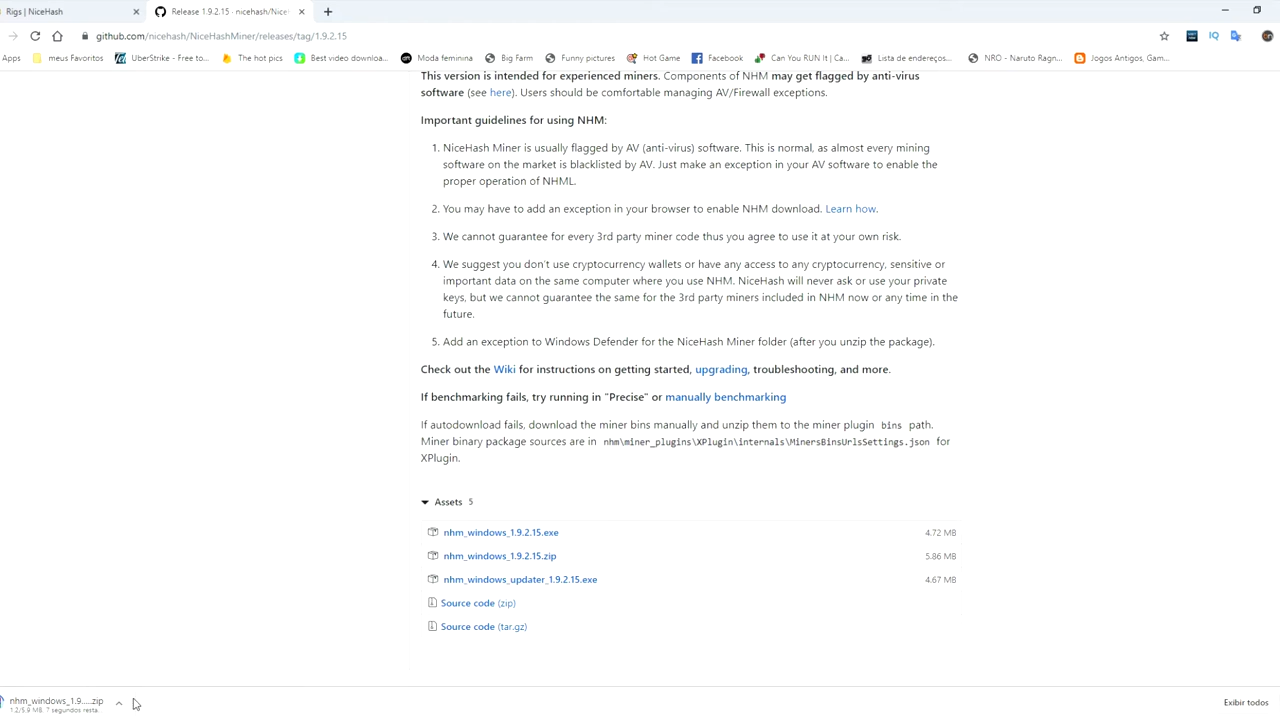 Rigs | NiceHash
Release 1.9.2.15 · nicehash/NiceH
github.com/nicehash/NiceHashMiner/releases/tag/1.9.2.15
Apps meus Favoritos UberStrike - Free to... The hot pics Best video downloa... Moda feminina Big Farm Funny pictures Hot Game Facebook Can You RUN It | Ca... Lista de endereços... NRO - Naruto Ragn... Jogos Antigos, Gam...
This version is intended for experienced miners. Components of NHM may get flagged by anti-virus
software (see here). Users should be comfortable managing AV/Firewall exceptions.
Important guidelines for using NHM:
1. NiceHash Miner is usually flagged by AV (anti-virus) software. This is normal, as almost every mining
software on the market is blacklisted by AV. Just make an exception in your AV software to enable the
proper operation of NHML.
2. You may have to add an exception in your browser to enable NHM download. Learn how.
3. We cannot guarantee for every 3rd party miner code thus you agree to use it at your own risk.
4. We suggest you don't use cryptocurrency wallets or have any access to any cryptocurrency, sensitive or
important data on the same computer where you use NHM. NiceHash will never ask or use your private
keys, but we cannot guarantee the same for the 3rd party miners included in NHM now or any time in the
future.
5. Add an exception to Windows Defender for the NiceHash Miner folder (after you unzip the package).
Check out the Wiki for instructions on getting started, upgrading, troubleshooting, and more.
If benchmarking fails, try running in "Precise" or manually benchmarking
If autodownload fails, download the miner bins manually and unzip them to the miner plugin bins path.
Miner binary package sources are in nhm\miner_plugins\XPlugin\internals\MinersBinsUrlsSettings.json for
XPlugin.
Assets 5
nhm_windows_1.9.2.15.exe 4.72 MB
nhm_windows_1.9.2.15.zip 5.86 MB
nhm_windows_updater_1.9.2.15.exe 4.67 MB
Source code (zip)
Source code (tar.gz)
nhm_windows_1.9....zip
1.2/5.9 MB, 7 segundos resta...
Exibir todos